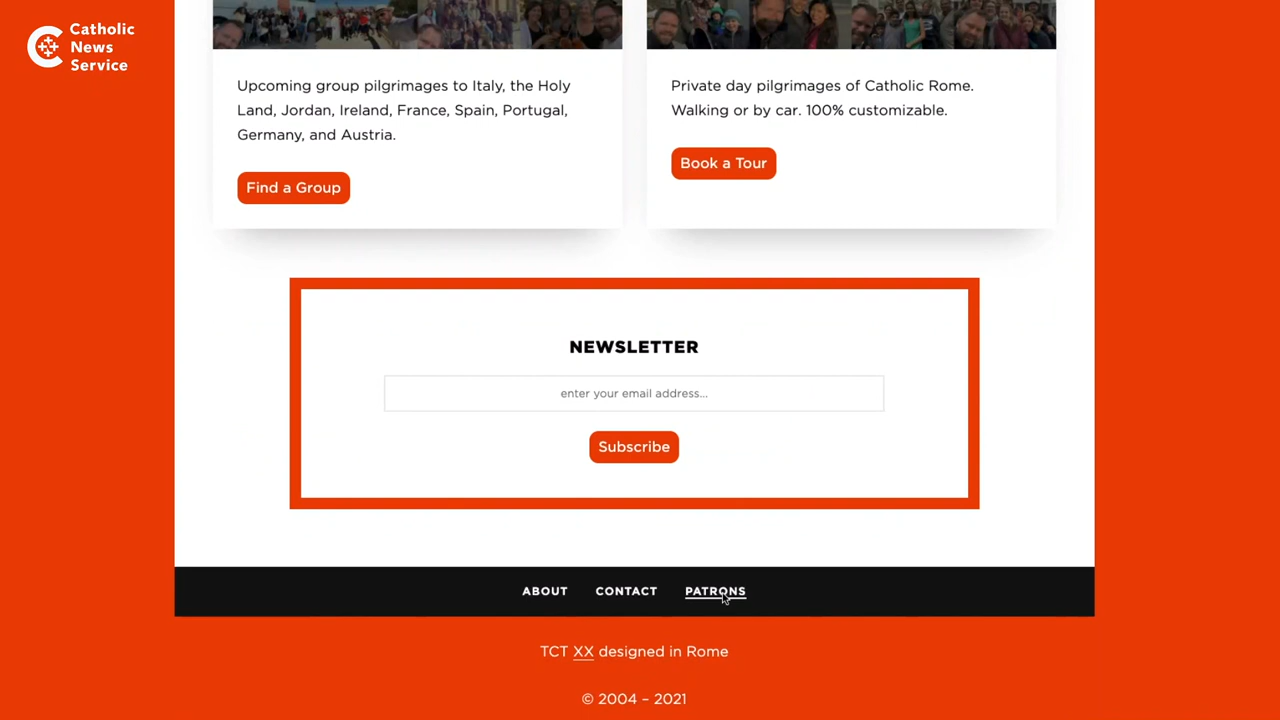 Catholic
News
Service
Upcoming group pilgrimages to Italy, the Holy
Land, Jordan, Ireland, France, Spain, Portugal,
Germany, and Austria.
Find a Group
Private day pilgrimages of Catholic Rome.
Walking or by car. 100% customizable.
Book a Tour
NEWSLETTER
enter your email address...
Subscribe
ABOUT CONTACT PATRONS
TCT XX designed in Rome
© 2004 – 2021